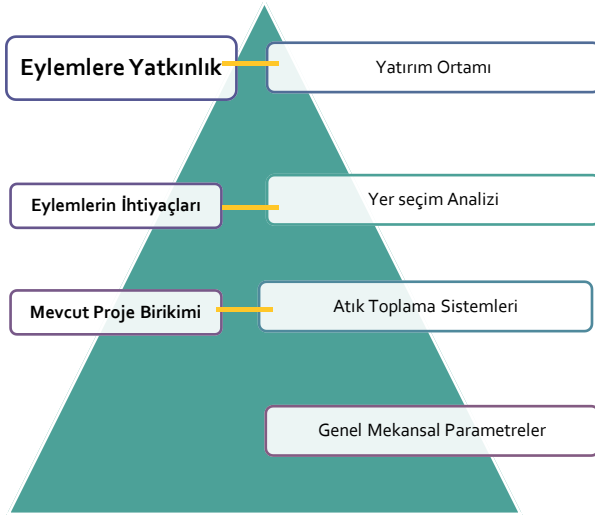 Eylemlere Yatkınlık
Yatırım Ortamı
Eylemlerin İhtiyaçları
Yer seçim Analizi
Mevcut Proje Birikimi
Atık Toplama Sistemleri
Genel Mekansal Parametreler